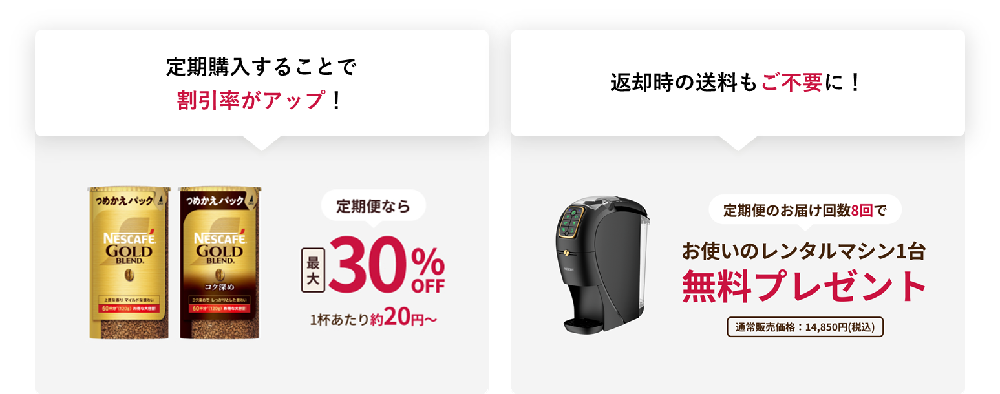 定期購入することで
割引率がアップ！
つめかえパック
NESCAFÉ
GOLD
BLEND
上質な香り マイルドな味わい
60杯分*(120g) お得な大容量!
つめかえパック
NESCAFÉ
GOLD
BLEND
コク深め
コク深めで しっかりとした味わい
60杯分*(120g) お得な大容量!
定期便なら
最大
30%
OFF
1杯あたり約20円～
返却時の送料もご不要に！
定期便のお届け回数8回で
お使いのレンタルマシン1台
無料プレゼント
通常販売価格：14,850円(税込)